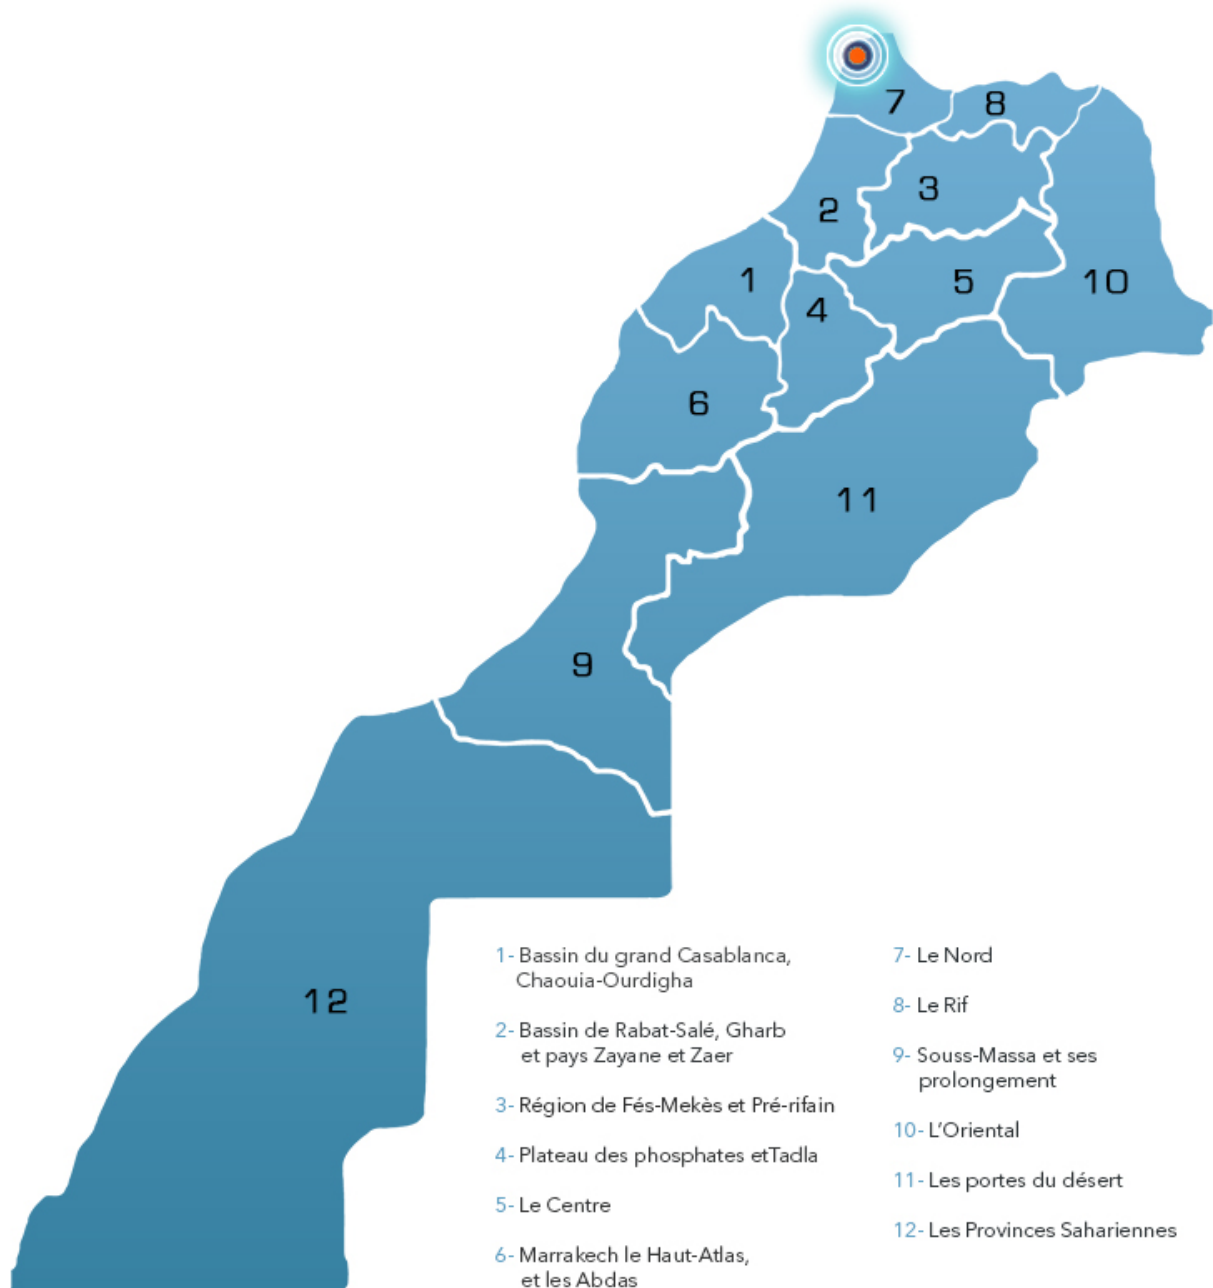 7
8
3
2
1
5
10
4
6
11
9
12
1- Bassin du grand Casablanca,
Chaouia-Ourdigha
2- Bassin de Rabat-Salé, Gharb
et pays Zayane et Zaer
3- Région de Fés-Mekès et Pré-rifain
4- Plateau des phosphates etTadla
5- Le Centre
6- Marrakech le Haut-Atlas,
et les Abdas
7- Le Nord
8- Le Rif
9- Souss-Massa et ses
prolongement
10- L'Oriental
11- Les portes du désert
12- Les Provinces Sahariennes